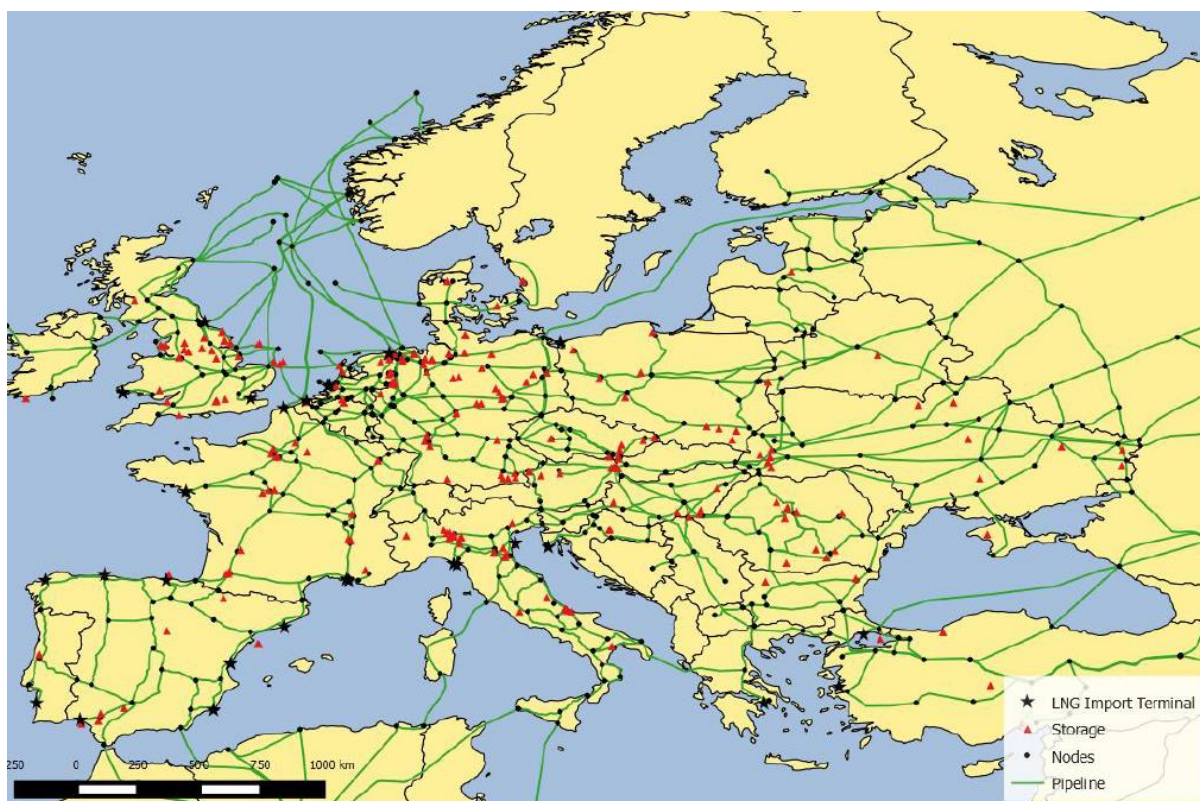 LNG Import Terminal
Storage
Nodes
Pipeline
250 0 250 500 750 1000 km